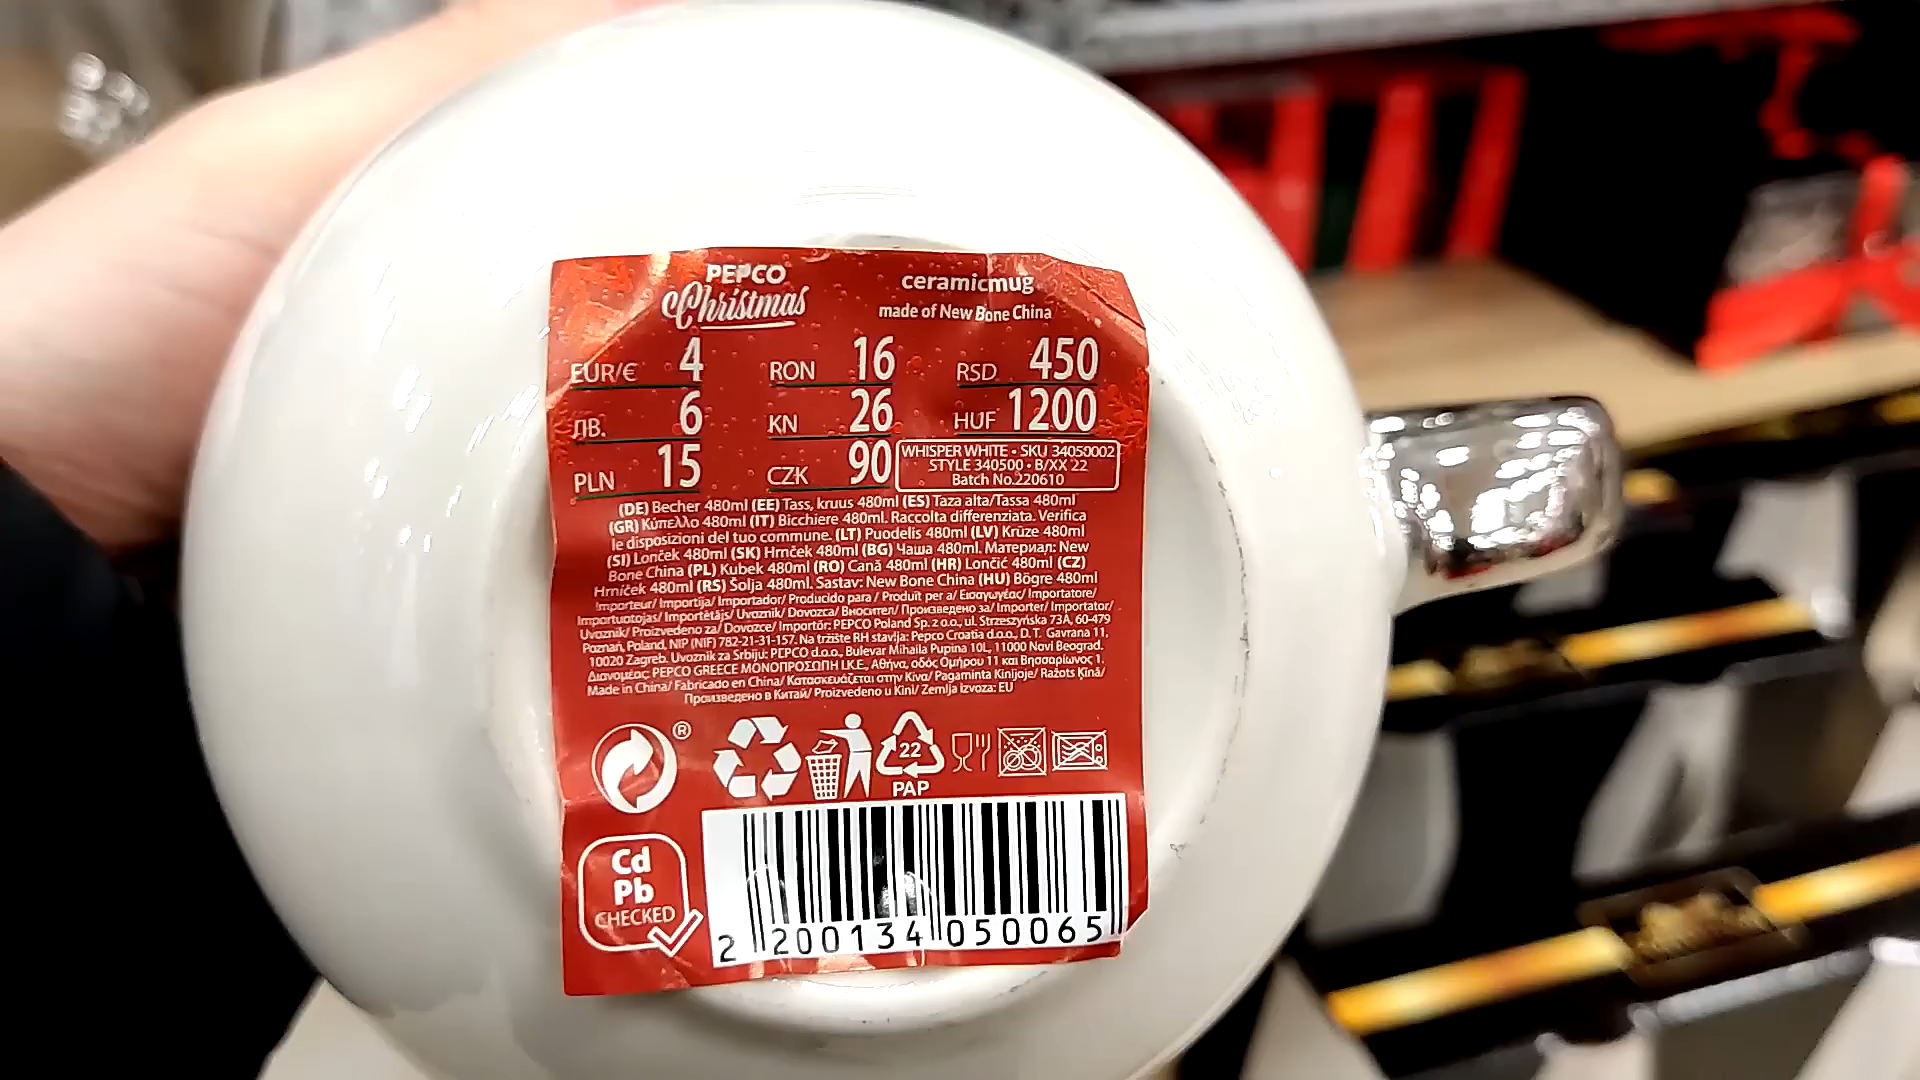 PEPCO
Christmas
ceramicmug
made of New Bone China
EUR/€ 4 RON 16 RSD 450
ЛВ. 6 KN 26 HUF 1200
PLN 15 CZK 90
WHISPER WHITE • SKU 34050002
STYLE 340500 • B/XX 22
Batch No.220610
(DE) Becher 480ml (EE) Tass, kruus 480ml (ES) Taza alta/Tassa 480ml
(GR) Κύπελλο 480ml (IT) Bicchiere 480ml. Raccolta differenziata. Verifica
le disposizioni del tuo commune. (LT) Puodelis 480ml (LV) Krūze 480ml
(SI) Lonček 480ml (SK) Hrnček 480ml (BG) Чаша 480ml. Материал: New
Bone China (PL) Kubek 480ml (RO) Cană 480ml (HR) Lončić 480ml (CZ)
Hrníček 480ml (RS) Šolja 480ml. Sastav: New Bone China (HU) Bögre 480ml
Importeur/ Importija/ Importador/ Producido para / Produït per a/ Εισαγωγέας/ Importatore/
Importuotojas/ Importētājs/ Uvoznik/ Dovozca/ Вносител/ Произведено за/ Importer/ Importator/
Uvoznik/ Proizvedeno za/ Dovozce/ Importőr: PEPCO Poland Sp. z o.o., ul. Strzeszyńska 73A, 60-479
Poznań, Poland, NIP (NIF) 782-21-31-157. Na tržište RH stavlja: Pepco Croatia d.o.o., D. T. Gavrana 11,
10020 Zagreb. Uvoznik za Srbiju: PEPCO d.o.o., Bulevar Mihaila Pupina 10L, 11000 Novi Beograd.
Διανομέας: PEPCO GREECE ΜΟΝΟΠΡΟΣΩΠΗ Ι.Κ.Ε., Αθήνα, οδός Ομήρου 11 και Βησσαρίωνος 1.
Made in China/ Fabricado en China/ Κατασκευάζεται στην Κίνα/ Pagaminta Kinijoje/ Ražots Ķīnā/
Произведено в Китай/ Proizvedeno u Kini/ Zemlja izvoza: EU
®
22
PAP
Cd
Pb
CHECKED
2 200134 050065